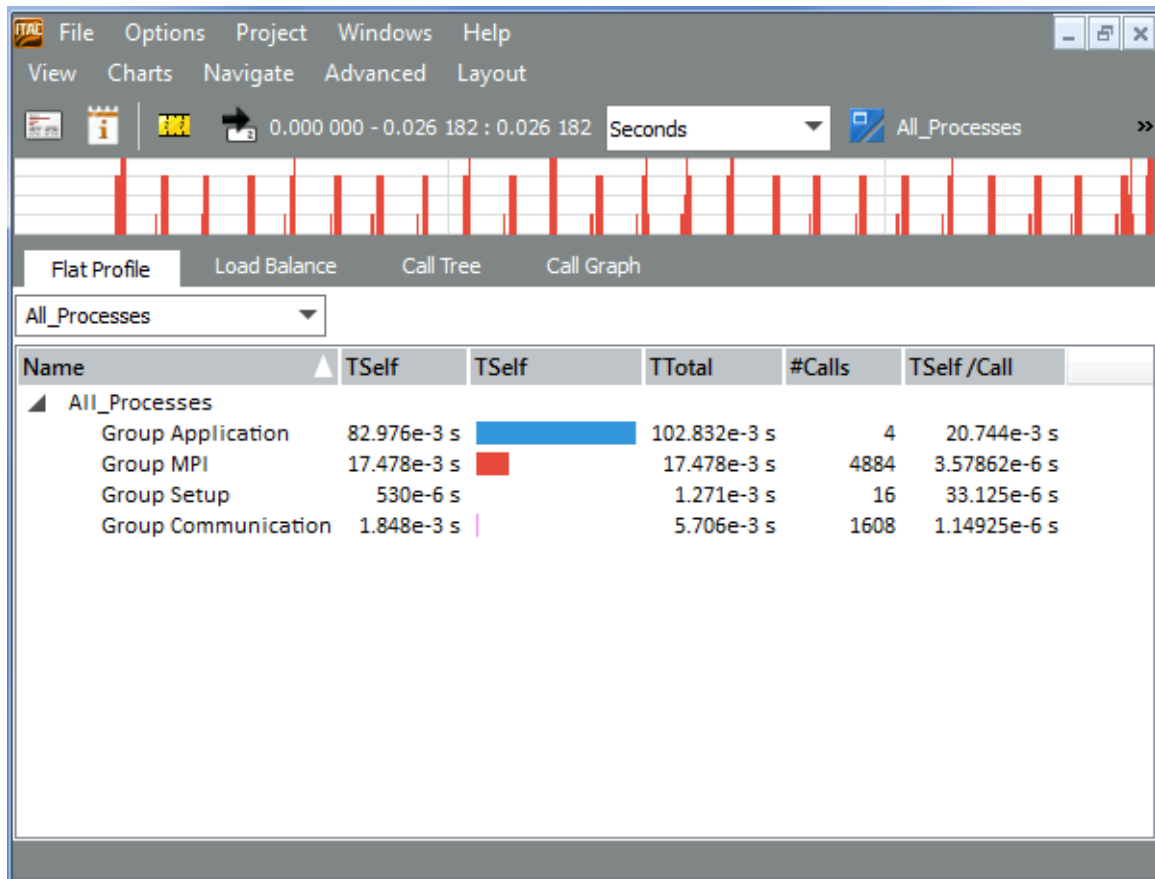 ITAC File Options Project Windows Help
View Charts Navigate Advanced Layout
0.000 000 - 0.026 182 : 0.026 182 Seconds All_Processes »
Flat Profile Load Balance Call Tree Call Graph
All_Processes
Name TSelf TSelf TTotal #Calls TSelf /Call
All_Processes
Group Application 82.976e-3 s 102.832e-3 s 4 20.744e-3 s
Group MPI 17.478e-3 s 17.478e-3 s 4884 3.57862e-6 s
Group Setup 530e-6 s 1.271e-3 s 16 33.125e-6 s
Group Communication 1.848e-3 s 5.706e-3 s 1608 1.14925e-6 s